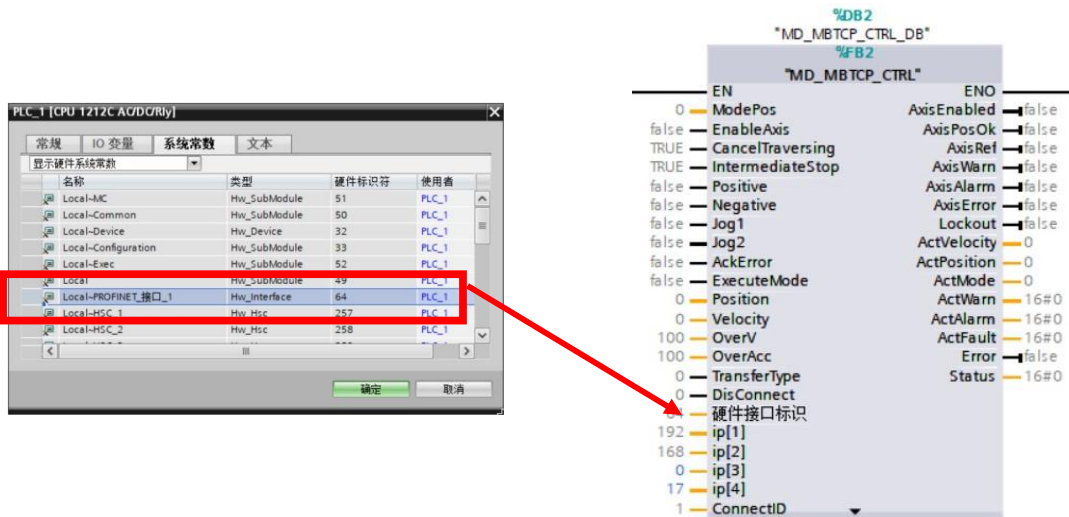 PLC_1 [CPU 1212C AC/DC/Rly]
常规 IO 变量 系统常数 文本
显示硬件系统常数
名称 类型 硬件标识符 使用者
Local~MC Hw_SubModule 51 PLC_1
Local~Common Hw_SubModule 50 PLC_1
Local~Device Hw_Device 32 PLC_1
Local~Configuration Hw_SubModule 33 PLC_1
Local~Exec Hw_SubModule 52 PLC_1
Local Hw_SubModule 49 PLC_1
Local~PROFINET_接口_1 Hw_Interface 64 PLC_1
Local~HSC_1 Hw_Hsc 257 PLC_1
Local~HSC_2 Hw_Hsc 258 PLC_1
确定 取消
%DB2
"MD_MBTCP_CTRL_DB"
%FB2
"MD_MBTCP_CTRL"
EN ENO
0 ModePos AxisEnabled false
false EnableAxis AxisPosOk false
TRUE CancelTraversing AxisRef false
TRUE IntermediateStop AxisWarn false
false Positive AxisAlarm false
false Negative AxisError false
false Jog1 Lockout false
false Jog2 ActVelocity 0
false AckError ActPosition 0
false ExecuteMode ActMode 0
0 Position ActWarn 16#0
0 Velocity ActAlarm 16#0
100 OverV ActFault 16#0
100 OverAcc Error false
0 TransferType Status 16#0
0 DisConnect
64 硬件接口标识
192 ip[1]
168 ip[2]
0 ip[3]
17 ip[4]
1 ConnectID